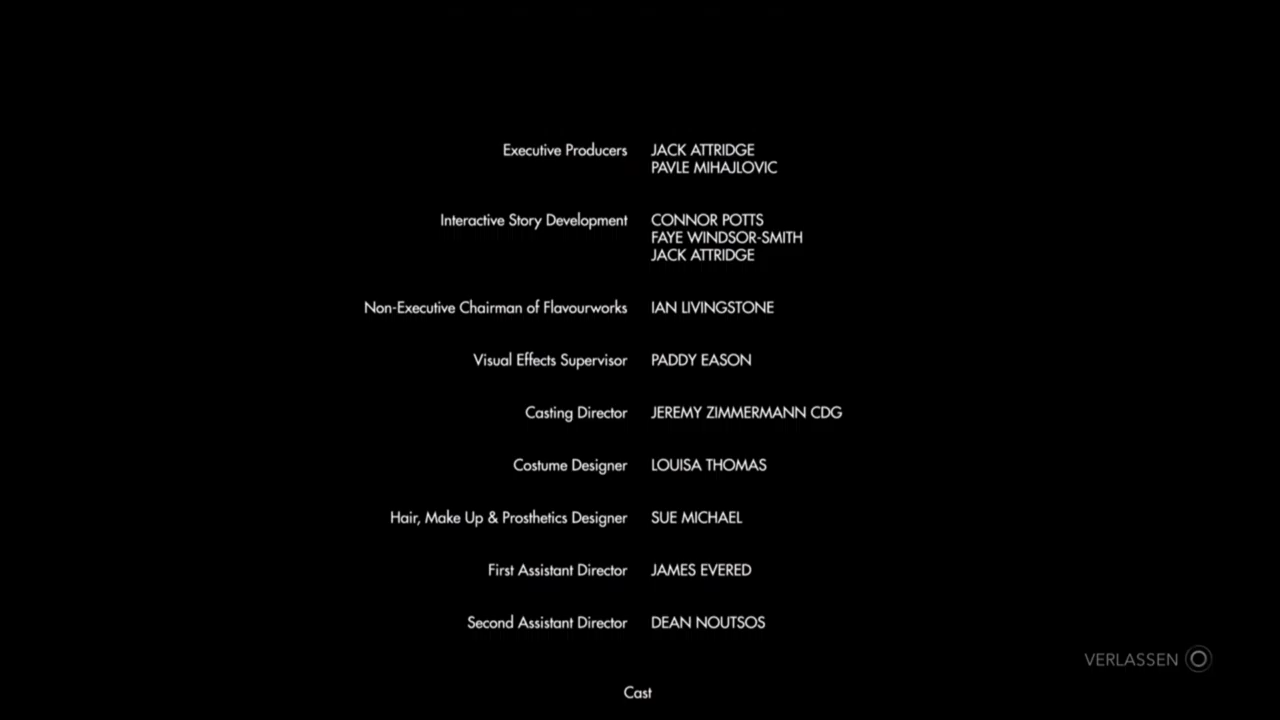 Executive Producers JACK ATTRIDGE
PAVLE MIHAJLOVIC
Interactive Story Development CONNOR POTTS
FAYE WINDSOR-SMITH
JACK ATTRIDGE
Non-Executive Chairman of Flavourworks IAN LIVINGSTONE
Visual Effects Supervisor PADDY EASON
Casting Director JEREMY ZIMMERMANN CDG
Costume Designer LOUISA THOMAS
Hair, Make Up & Prosthetics Designer SUE MICHAEL
First Assistant Director JAMES EVERED
Second Assistant Director DEAN NOUTSOS
VERLASSEN
Cast